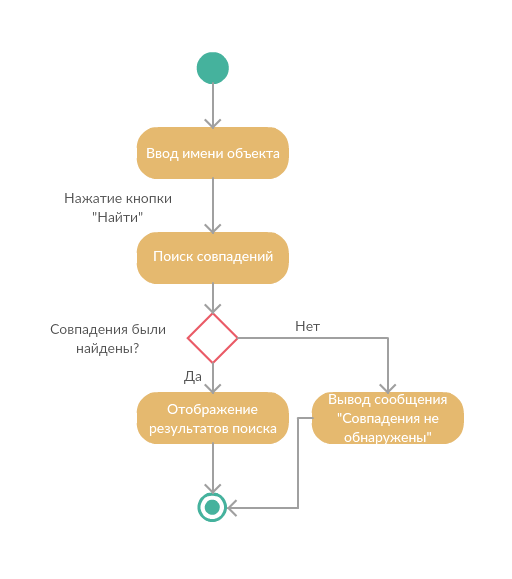 Ввод имени объекта
Нажатие кнопки
"Найти"
Поиск совпадений
Совпадения были
найдены?
Нет
Да
Отображение
результатов поиска
Вывод сообщения
"Совпадения не
обнаружены"